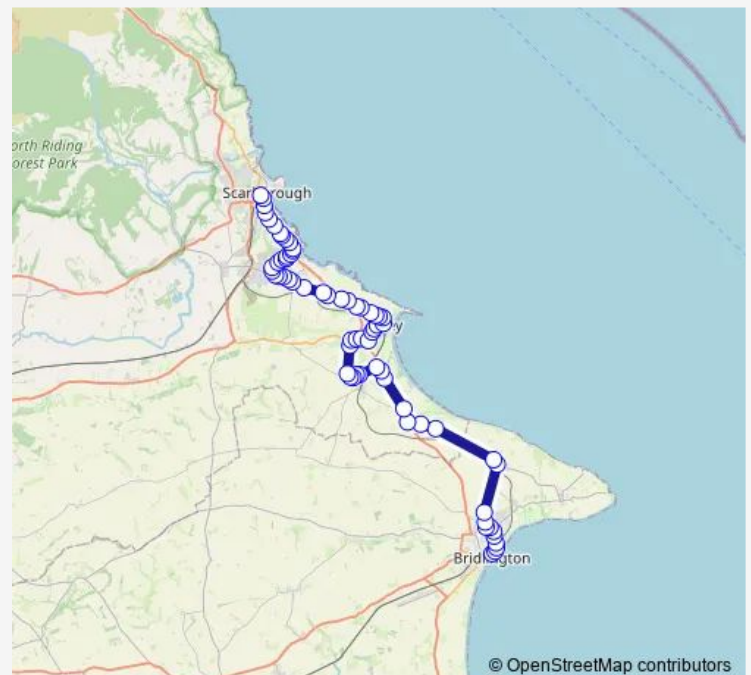 orth Riding
orest Park
Scarborough
y
Bridlington
© OpenStreetMap contributors